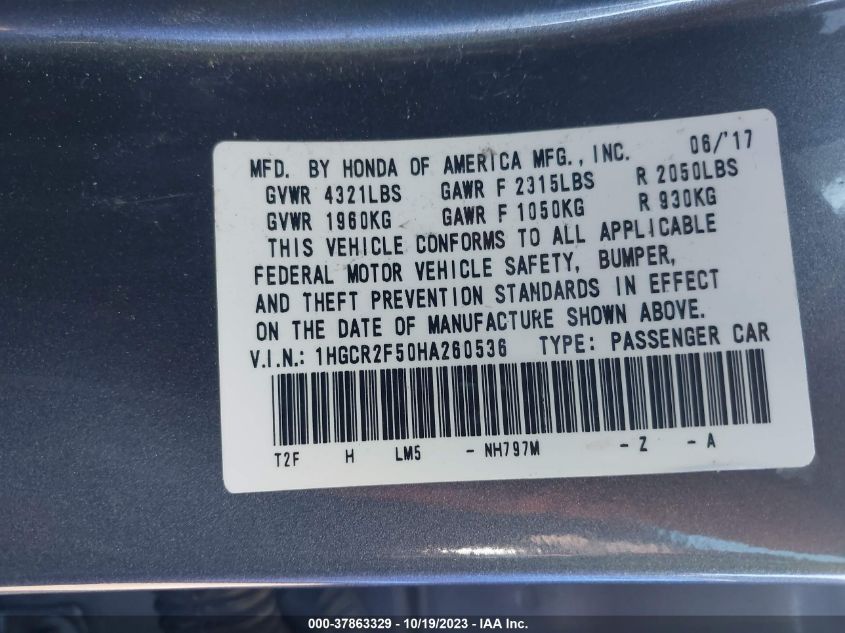 MFD. BY HONDA OF AMERICA MFG., INC. 06/'17
GVWR 4321LBS GAWR F 2315LBS R 2050LBS
GVWR 1960KG GAWR F 1050KG R 930KG
THIS VEHICLE CONFORMS TO ALL APPLICABLE
FEDERAL MOTOR VEHICLE SAFETY, BUMPER,
AND THEFT PREVENTION STANDARDS IN EFFECT
ON THE DATE OF MANUFACTURE SHOWN ABOVE.
V.I.N.: 1HGCR2F50HA260536 TYPE: PASSENGER CAR
T2F H LM5 - NH797M - Z - A
000-37863329 - 10/19/2023 - IAA Inc.